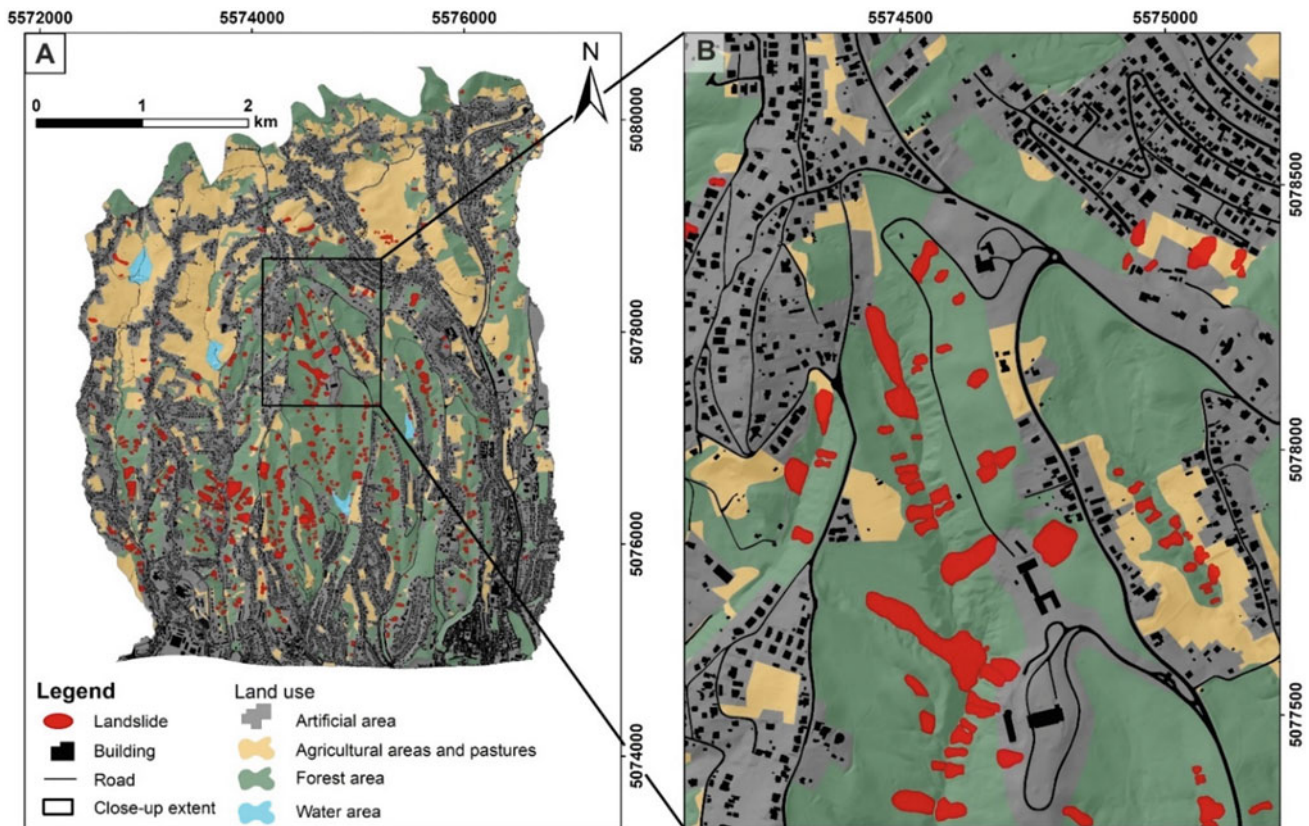 5572000 5574000 5576000
5574500 5575000
A
N
B
0 1 2
km
5080000
5078000
5076000
5074000
5078500
5078000
5077500
Legend
Landslide
Building
Road
Close-up extent
Land use
Artificial area
Agricultural areas and pastures
Forest area
Water area